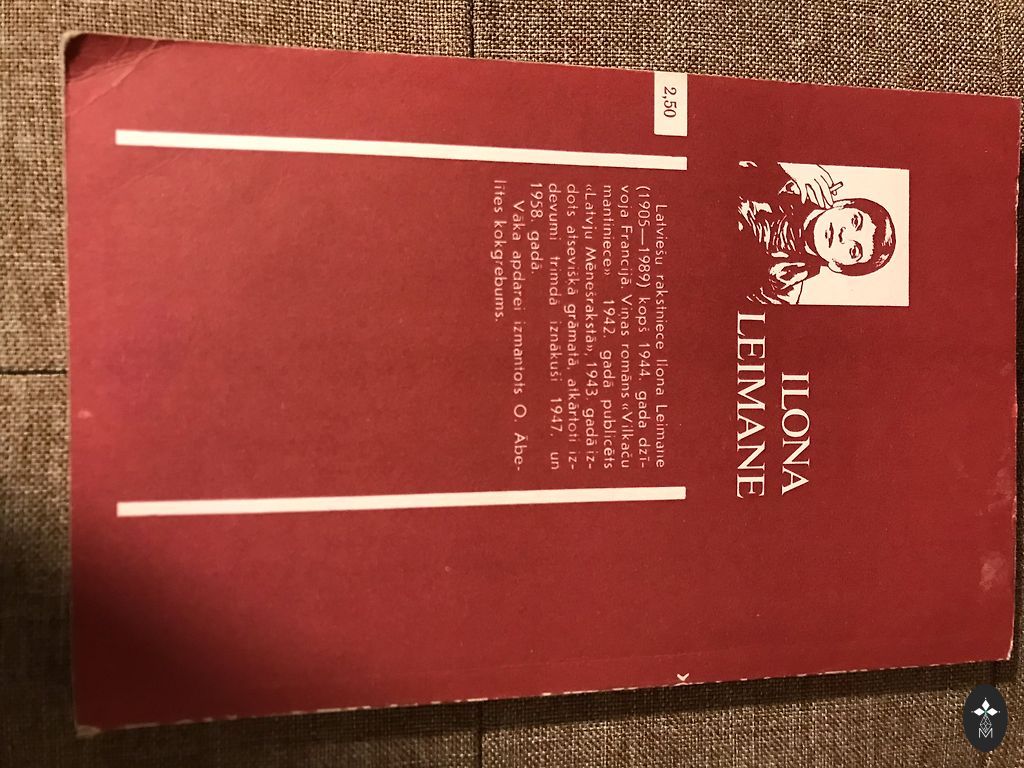 ILONA
LEIMANE
2,50
Latviešu rakstniece Ilona Leimane
(1905—1989) kopš 1944. gada dzī-
voja Francijā. Viņas romāns «Vilkaču
mantiniece» 1942. gadā publicēts
«Latvju Mēnešrakstā», 1943. gadā iz-
dots atsevišķā grāmatā, atkārtoti iz-
devumi trimdā iznākuši 1947. un
1958. gadā.
Vāka apdarei izmantots O. Ābe-
lītes kokgrebums.
M